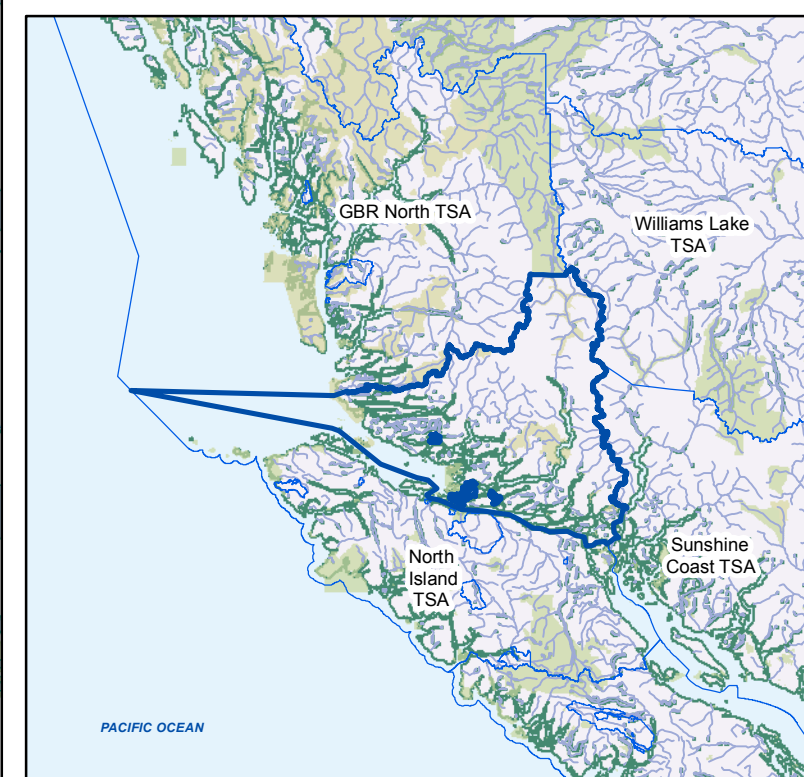 GBR North TSA
Williams Lake
TSA
North
Island
TSA
Sunshine
Coast TSA
PACIFIC OCEAN